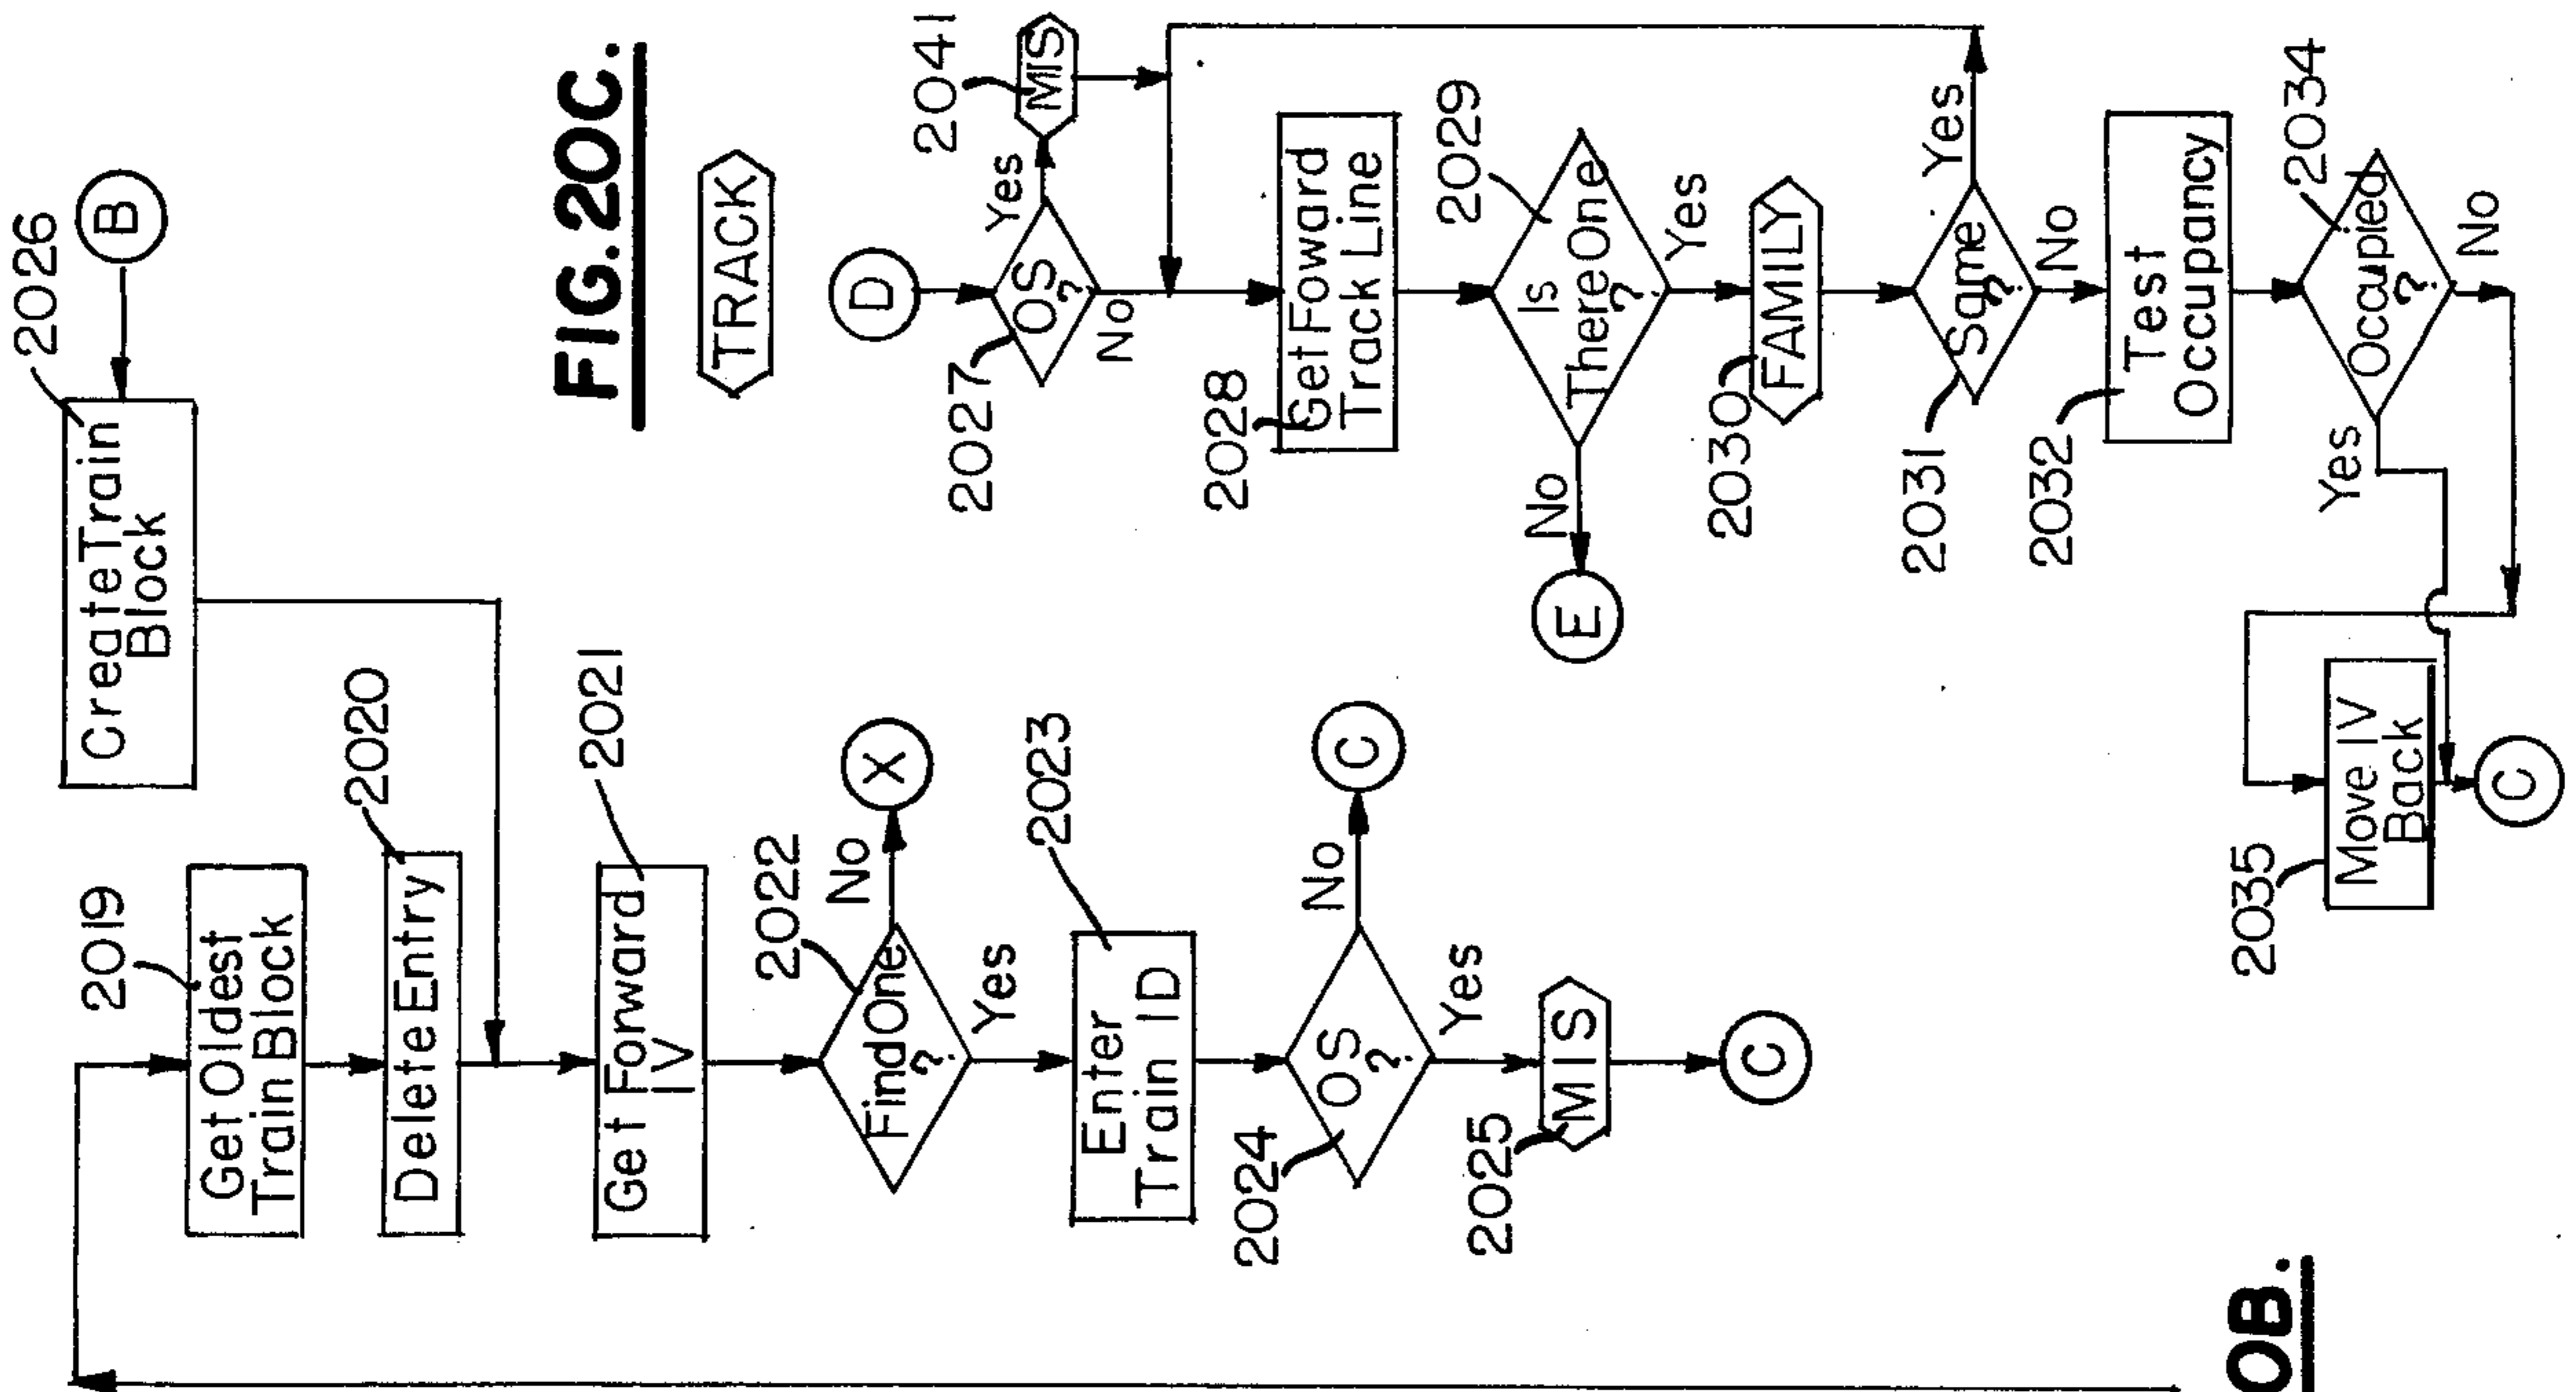 2026
B
Create Train
Block
2019
Get Oldest
Train Block
2020
Delete Entry
2021
Get Forward
IV
2022
Find One
?
No
X
Yes
2023
Enter
Train ID
2024
OS
?
No
C
Yes
2025
MIS
C
OB.
FIG. 20C.
TRACK
D
2027
OS
?
Yes
2041
MIS
No
2028
Get Foward
Track Line
2029
Is
There One
?
No
E
Yes
2030
FAMILY
2031
Same
?
Yes
No
2032
Test
Occupancy
2034
Occupied
?
Yes
No
2035
Move IV
Back
C